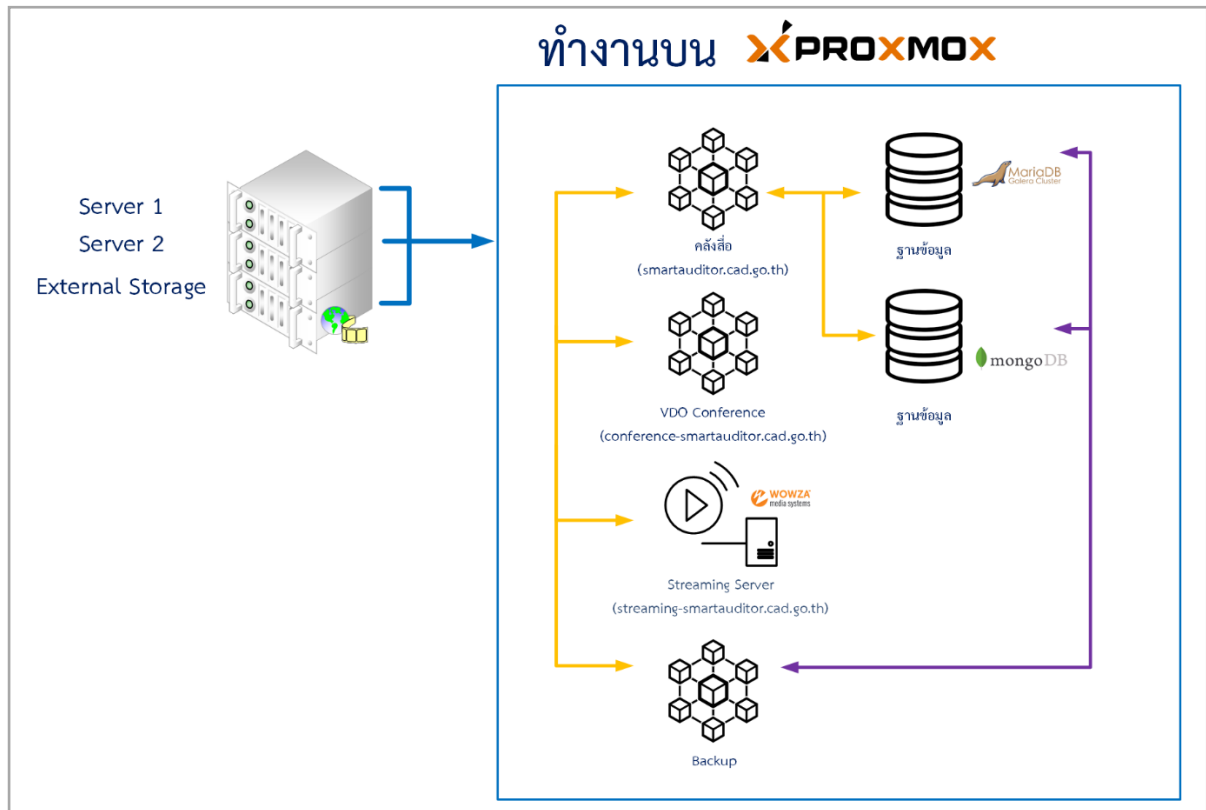 ทำงานบน PROXMOX
Server 1
Server 2
External Storage
คลังสื่อ
(smartauditor.cad.go.th)
MariaDB
Galera Cluster
ฐานข้อมูล
VDO Conference
(conference-smartauditor.cad.go.th)
mongoDB
ฐานข้อมูล
WOWZA
media systems
Streaming Server
(streaming-smartauditor.cad.go.th)
Backup